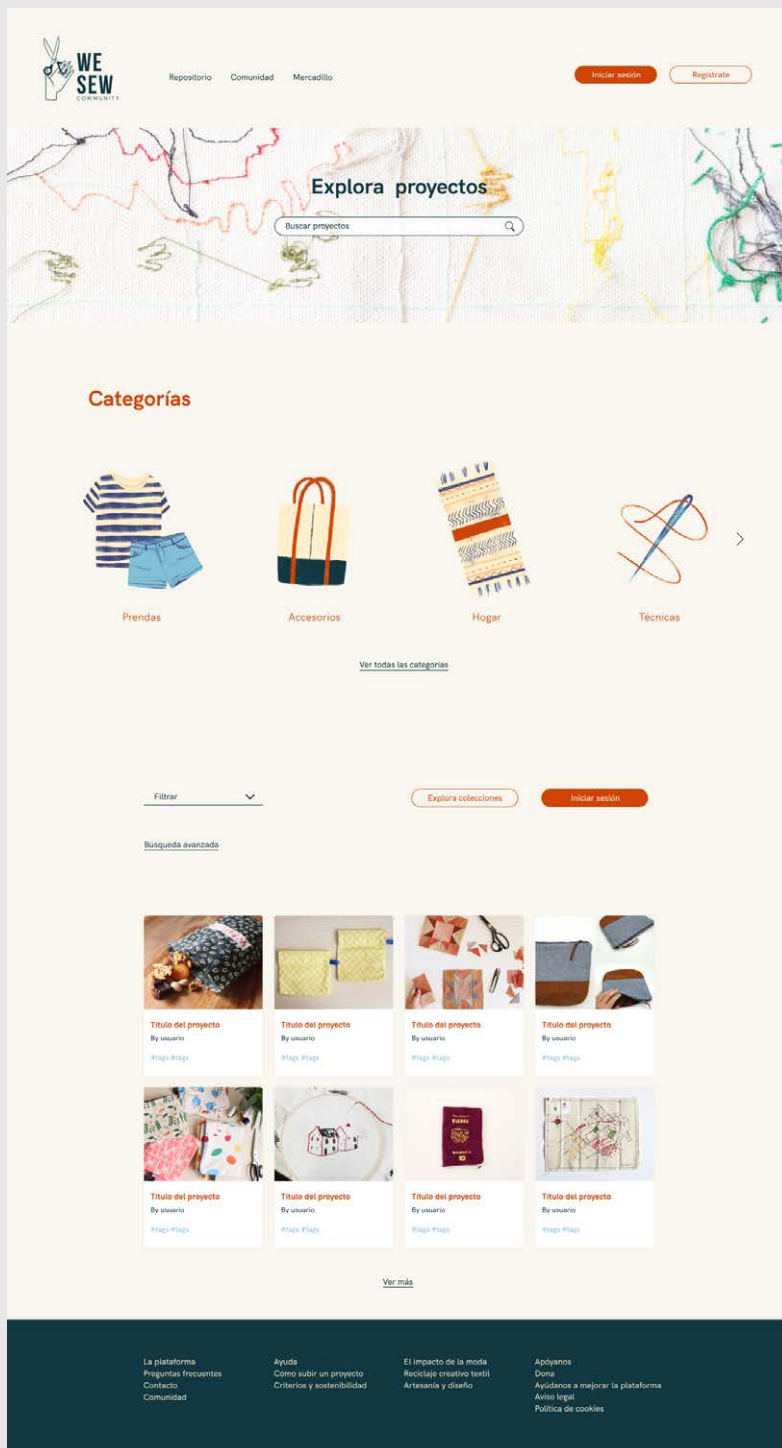 WE
SEW
COMMUNITY
Repositorio Comunidad Mercadillo
Iniciar sesión Regístrate
Explora proyectos
Buscar proyectos
Categorías
Prendas Accesorios Hogar Técnicas
Ver todas las categorías
Filtrar Explora colecciones Iniciar sesión
Búsqueda avanzada
Título del proyecto Título del proyecto Título del proyecto Título del proyecto
By usuario By usuario By usuario By usuario
#tags #tags #tags #tags #tags #tags #tags #tags
Título del proyecto Título del proyecto Título del proyecto Título del proyecto
By usuario By usuario By usuario By usuario
#tags #tags #tags #tags #tags #tags #tags #tags
Ver más
La plataforma Ayuda El impacto de la moda Apóyanos
Preguntas frecuentes Cómo subir un proyecto Reciclaje creativo textil Dona
Contacto Criterios y sostenibilidad Artesanía y diseño Ayúdanos a mejorar la plataforma
Comunidad Aviso legal
Política de cookies